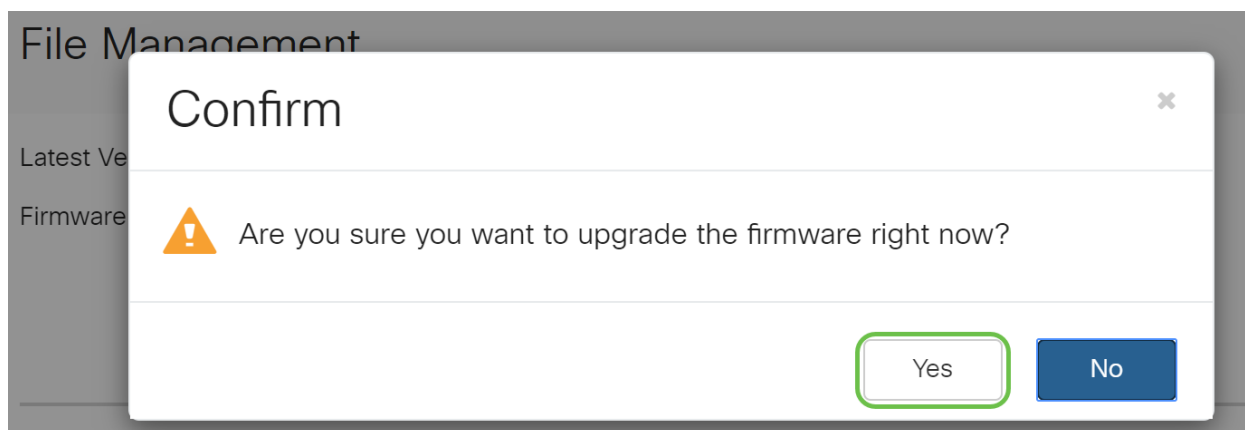 File Management
Confirm
Latest Ve
Firmware
Are you sure you want to upgrade the firmware right now?
Yes
No